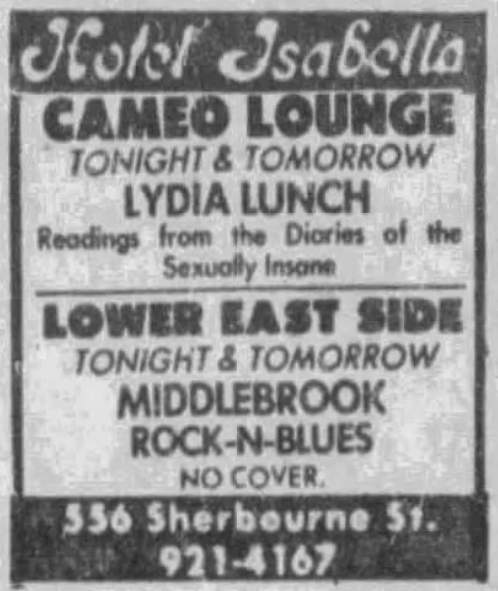 Hotel Isabella
CAMEO LOUNGE
TONIGHT & TOMORROW
LYDIA LUNCH
Readings from the Diaries of the
Sexually Insane
LOWER EAST SIDE
TONIGHT & TOMORROW
MIDDLEBROOK
ROCK-N-BLUES
NO COVER.
556 Sherbourne St.
921-4167